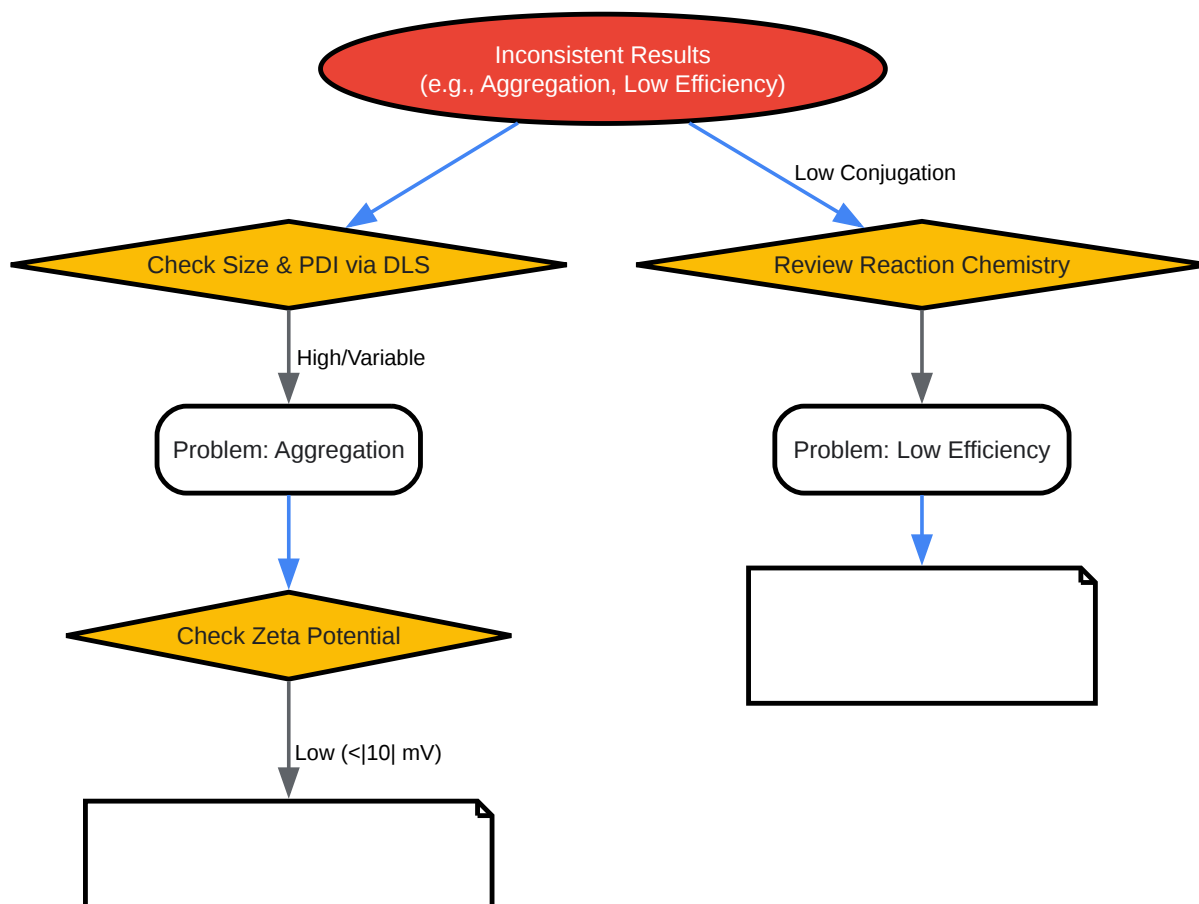 Inconsistent Results
(e.g., Aggregation, Low Efficiency)
Low Conjugation
Check Size & PDI via DLS
Review Reaction Chemistry
High/Variable
Problem: Aggregation
Problem: Low Efficiency
Check Zeta Potential
Low (<|10| mV)